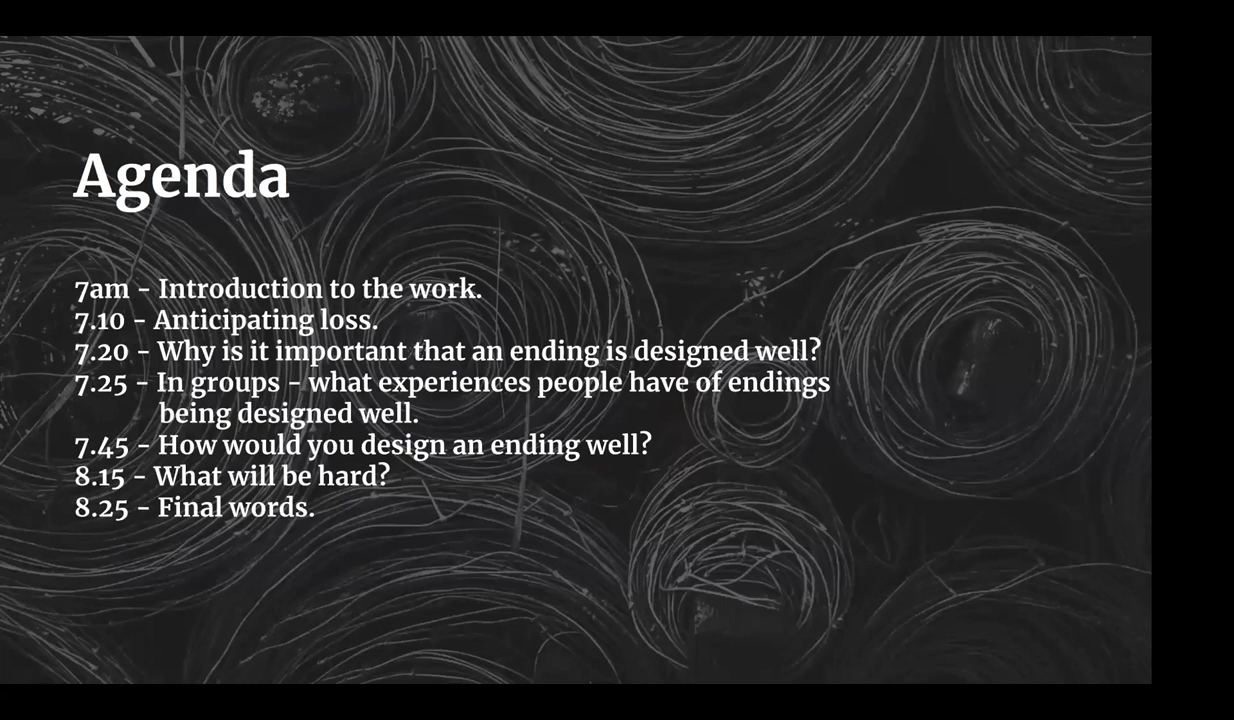 Agenda
7am - Introduction to the work.
7.10 - Anticipating loss.
7.20 - Why is it important that an ending is designed well?
7.25 - In groups - what experiences people have of endings
being designed well.
7.45 - How would you design an ending well?
8.15 - What will be hard?
8.25 - Final words.